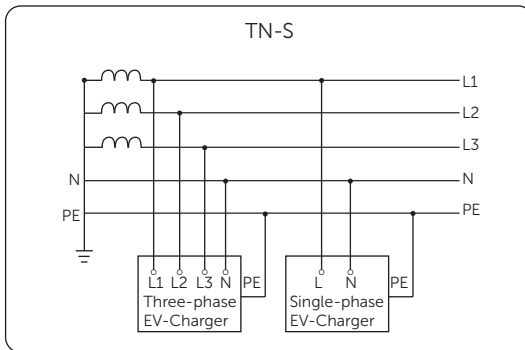 TN-S
L1
L2
L3
N N
PE PE
L1 L2 L3 N PE L N PE
Three-phase Single-phase
EV-Charger EV-Charger